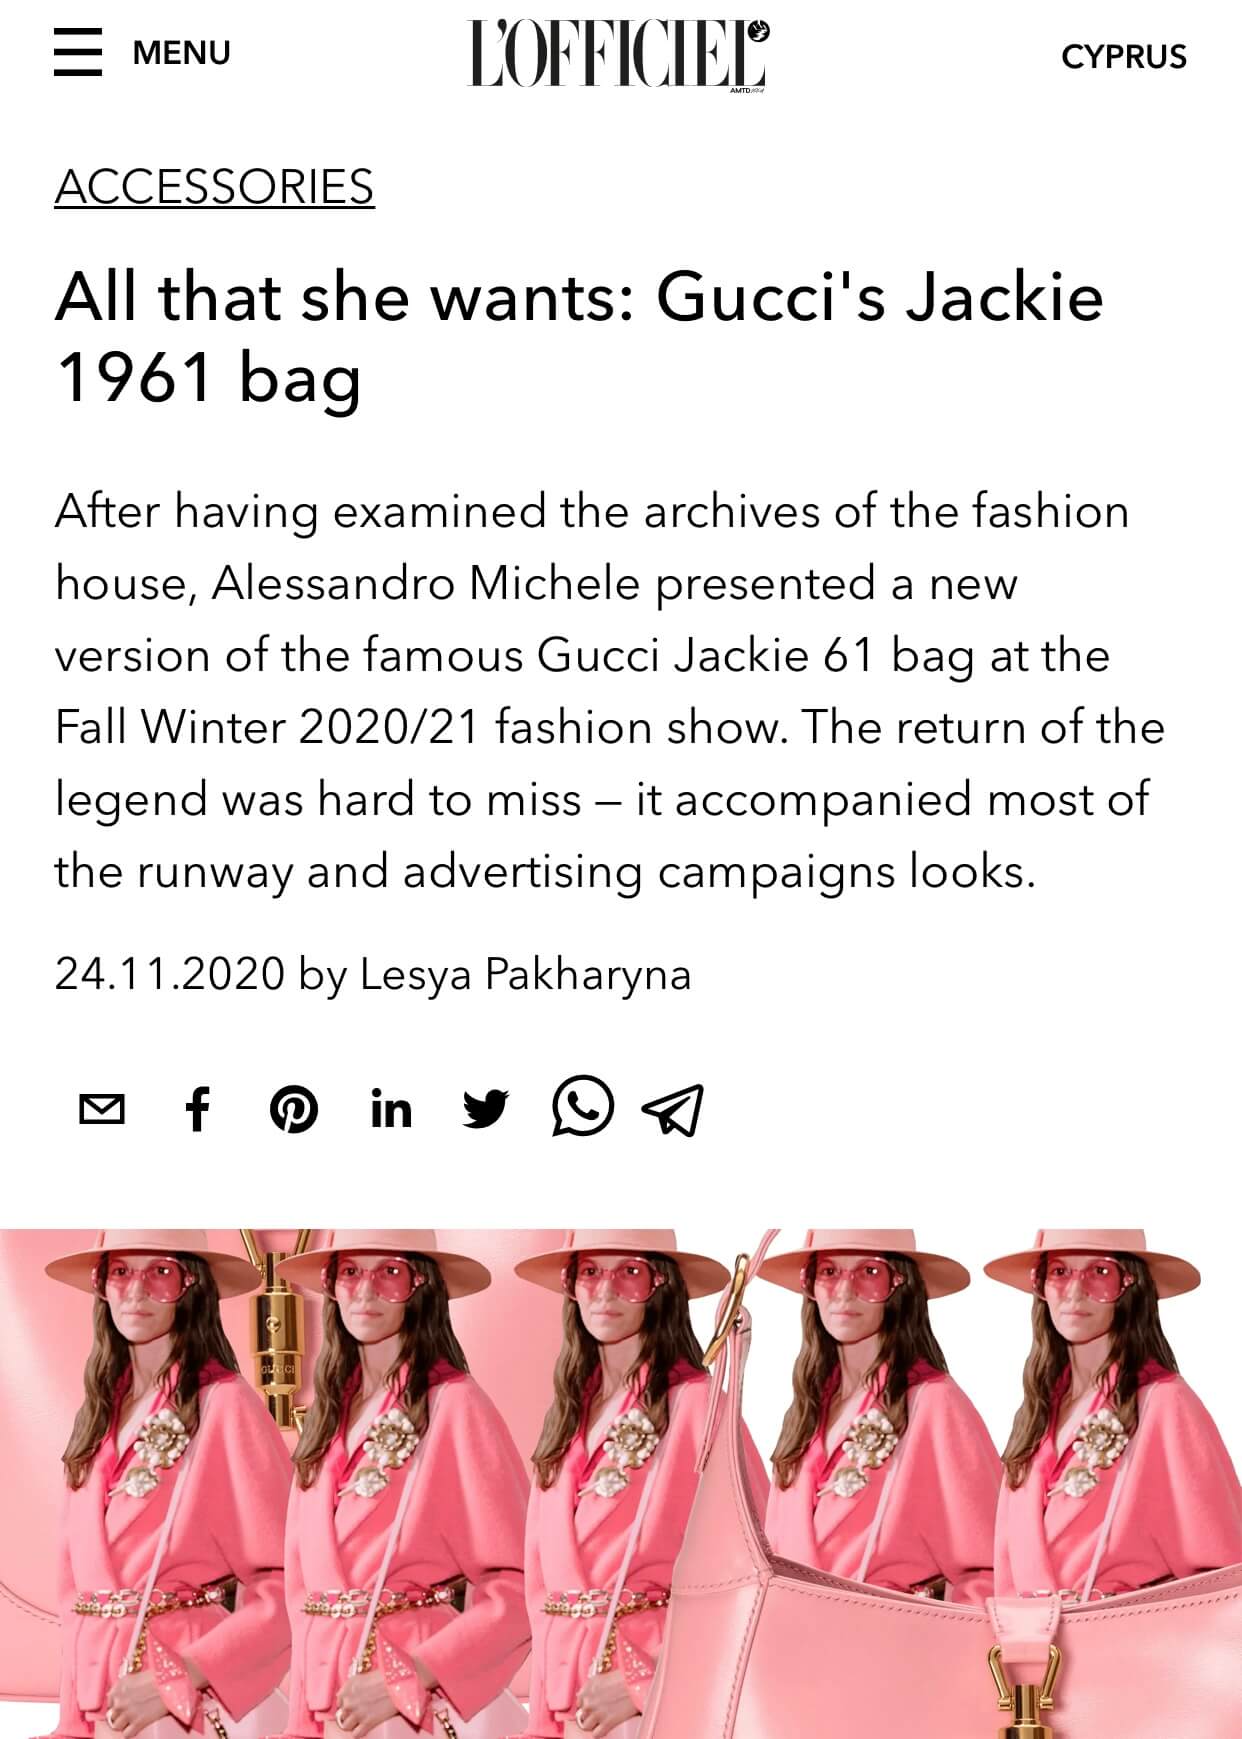 MENU
L'OFFICIEL
AMTD
CYPRUS
ACCESSORIES
All that she wants: Gucci's Jackie
1961 bag
After having examined the archives of the fashion
house, Alessandro Michele presented a new
version of the famous Gucci Jackie 61 bag at the
Fall Winter 2020/21 fashion show. The return of the
legend was hard to miss – it accompanied most of
the runway and advertising campaigns looks.
24.11.2020 by Lesya Pakharyna
GUCCI